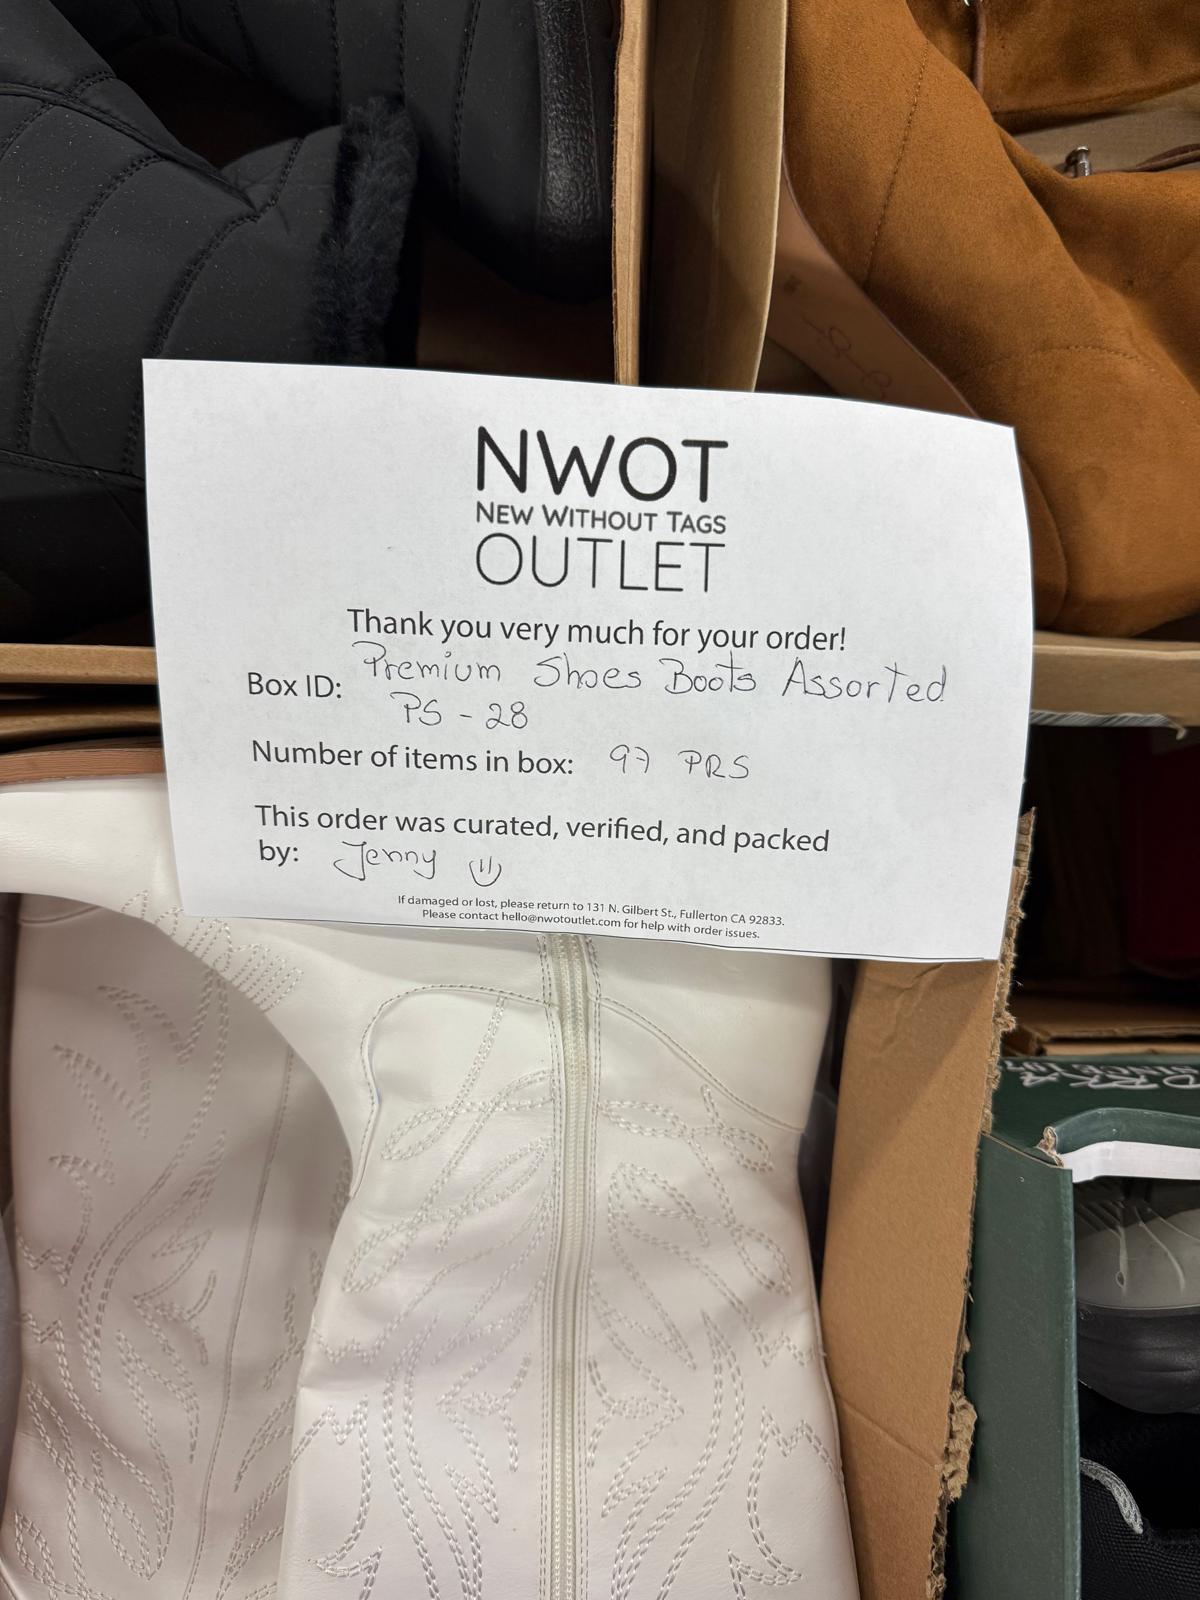 NWOT
NEW WITHOUT TAGS
OUTLET
Thank you very much for your order!
Box ID: Premium Shoes Boots Assorted
PS - 28
Number of items in box: 97 PRS
This order was curated, verified, and packed
by: Jenny
If damaged or lost, please return to 131 N. Gilbert St., Fullerton CA 92833.
Please contact hello@nwotoutlet.com for help with order issues.